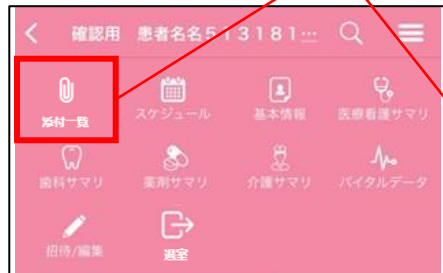 確認用 患者名名513181…
添付一覧 スケジュール 基本情報 医療看護サマリ
歯科サマリ 薬剤サマリ 介護サマリ バイタルデータ
招待/編集 退室